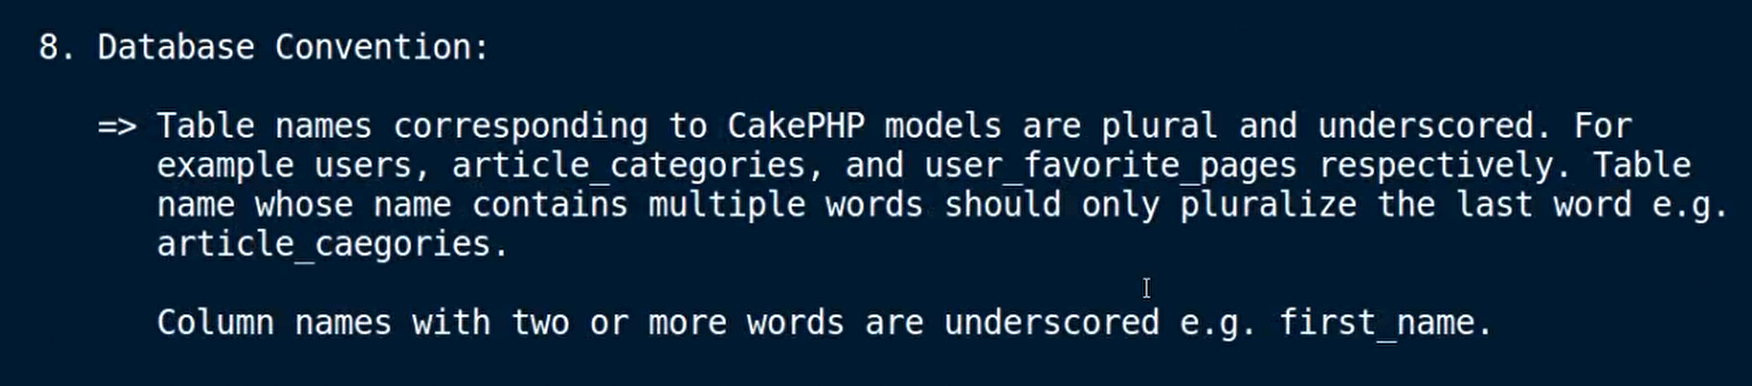 8. Database Convention:
=> Table names corresponding to CakePHP models are plural and underscored. For
example users, article_categories, and user_favorite_pages respectively. Table
name whose name contains multiple words should only pluralize the last word e.g.
article_caegories.
Column names with two or more words are underscored e.g. first_name.